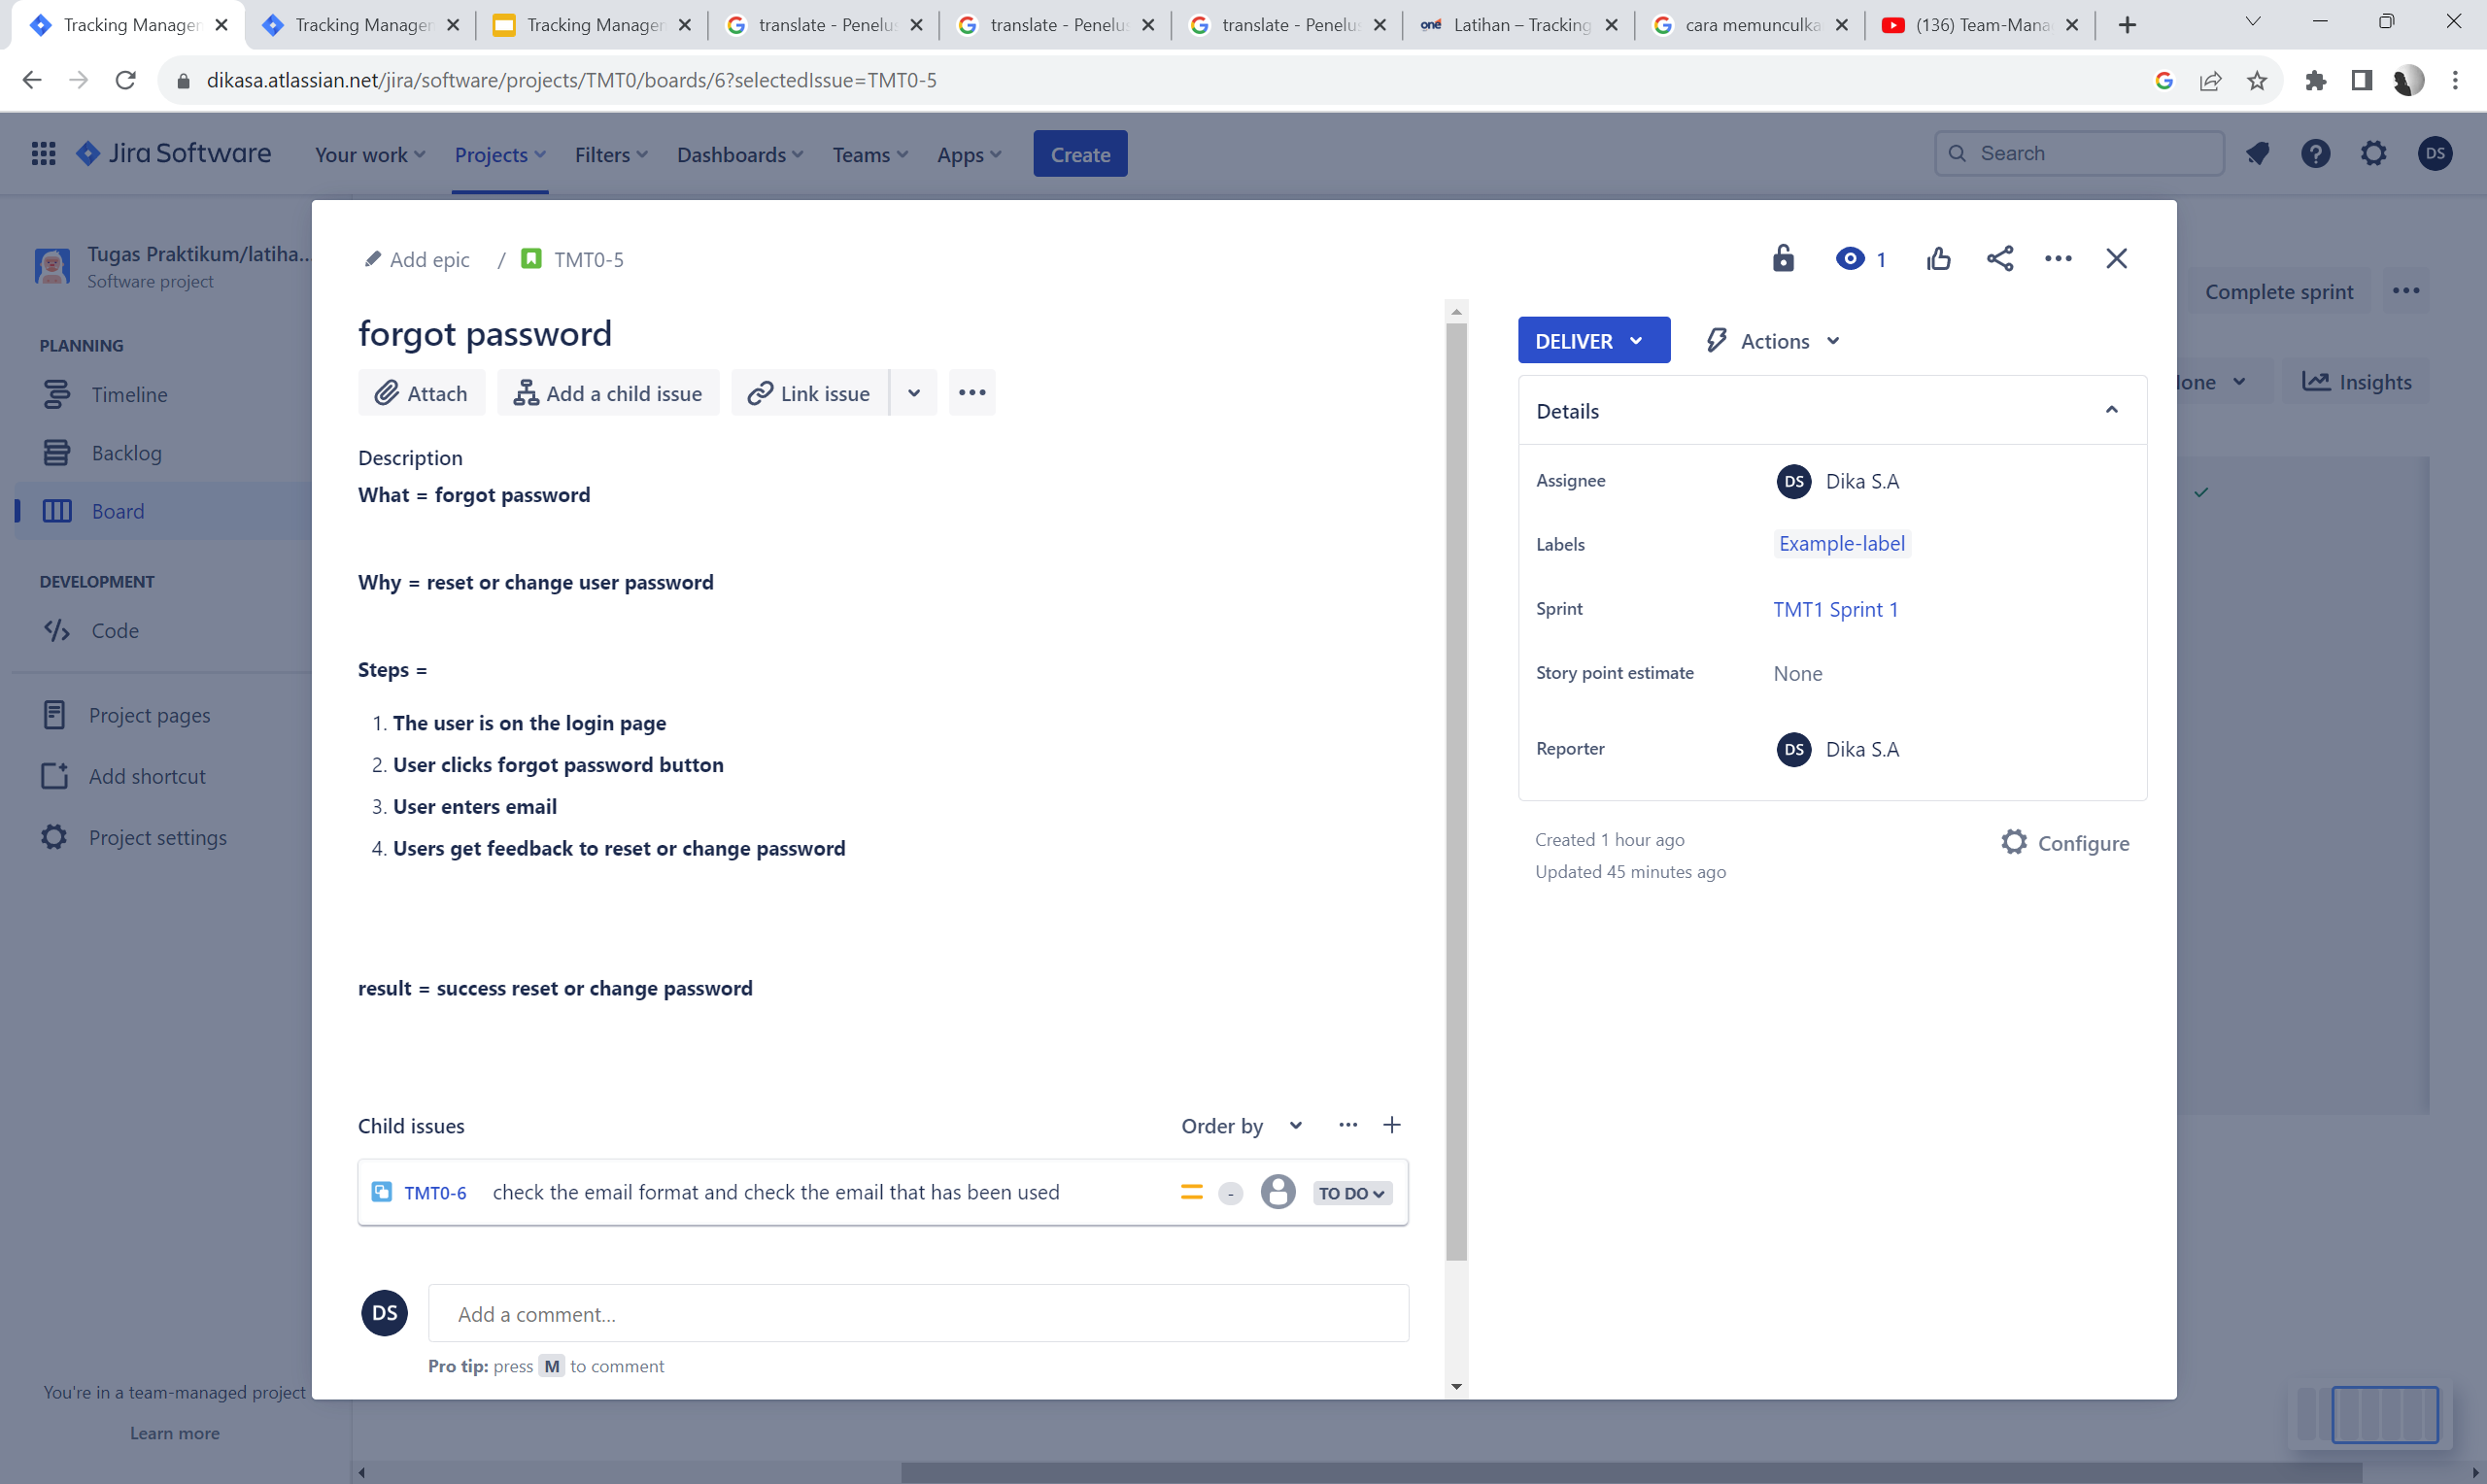 Tracking Manager
Tracking Manager
Tracking Manager
translate - Penelus
translate - Penelus
translate - Penelus
one Latihan – Tracking
cara memunculka
(136) Team-Mana
dikasa.atlassian.net/jira/software/projects/TMT0/boards/6?selectedIssue=TMT0-5
Jira Software Your work Projects Filters Dashboards Teams Apps Create Search DS
Tugas Praktikum/latiha...
Software project
PLANNING
Timeline
Backlog
Board
DEVELOPMENT
Code
Project pages
Add shortcut
Project settings
You're in a team-managed project
Learn more
Add epic / TMT0-5
1
forgot password
Attach Add a child issue Link issue
Description
What = forgot password
Why = reset or change user password
Steps =
1. The user is on the login page
2. User clicks forgot password button
3. User enters email
4. Users get feedback to reset or change password
result = success reset or change password
Child issues Order by
TMT0-6 check the email format and check the email that has been used - TO DO
DS Add a comment...
Pro tip: press M to comment
DELIVER Actions
Details
Assignee DS Dika S.A
Labels Example-label
Sprint TMT1 Sprint 1
Story point estimate None
Reporter DS Dika S.A
Created 1 hour ago
Updated 45 minutes ago
Configure
Complete sprint
Insights